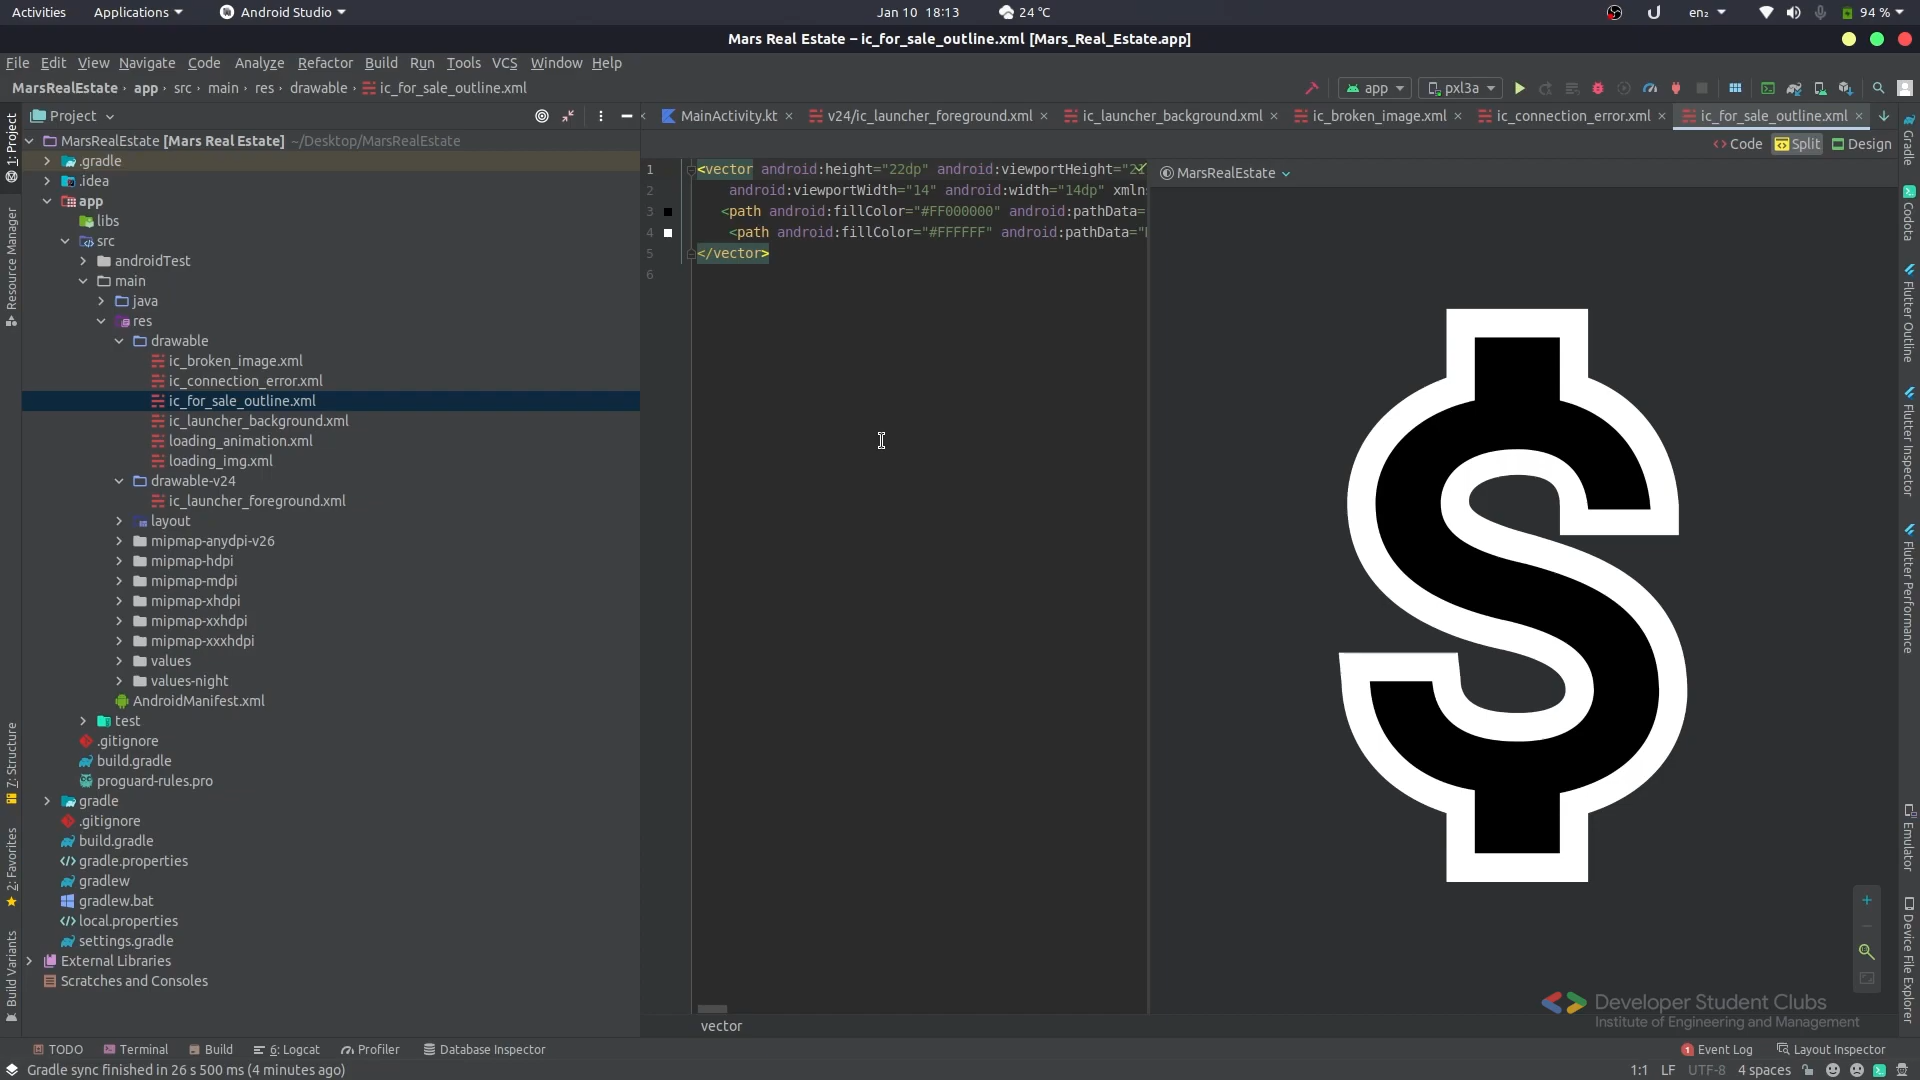 Activities Applications Android Studio Jan 10 18:13 24 °C en₂ 94 %
Mars Real Estate – ic_for_sale_outline.xml [Mars_Real_Estate.app]
File Edit View Navigate Code Analyze Refactor Build Run Tools VCS Window Help
MarsRealEstate app src main res drawable ic_for_sale_outline.xml app pxl3a
Project MainActivity.kt v24/ic_launcher_foreground.xml ic_launcher_background.xml ic_broken_image.xml ic_connection_error.xml ic_for_sale_outline.xml
Code Split Design
MarsRealEstate [Mars Real Estate] ~/Desktop/MarsRealEstate
.gradle
.idea
app
libs
src
androidTest
main
java
res
drawable
ic_broken_image.xml
ic_connection_error.xml
ic_for_sale_outline.xml
ic_launcher_background.xml
loading_animation.xml
loading_img.xml
drawable-v24
ic_launcher_foreground.xml
layout
mipmap-anydpi-v26
mipmap-hdpi
mipmap-mdpi
mipmap-xhdpi
mipmap-xxhdpi
mipmap-xxxhdpi
values
values-night
AndroidManifest.xml
test
.gitignore
build.gradle
proguard-rules.pro
gradle
.gitignore
build.gradle
gradle.properties
gradlew
gradlew.bat
local.properties
settings.gradle
External Libraries
Scratches and Consoles
1 <vector android:height="22dp" android:viewportHeight="
2 android:viewportWidth="14" android:width="14dp" xmln
3 <path android:fillColor="#FF000000" android:pathData=
4 <path android:fillColor="#FFFFFF" android:pathData="
5 </vector>
6
vector
MarsRealEstate
$
Developer Student Clubs
Institute of Engineering and Management
1: Project
Resource Manager
7: Structure
2: Favorites
Build Variants
Gradle
Codota
Flutter Outline
Flutter Inspector
Flutter Performance
Emulator
Device File Explorer
TODO Terminal Build 6: Logcat Profiler Database Inspector 1 Event Log Layout Inspector
Gradle sync finished in 26 s 500 ms (4 minutes ago) 1:1 LF UTF-8 4 spaces